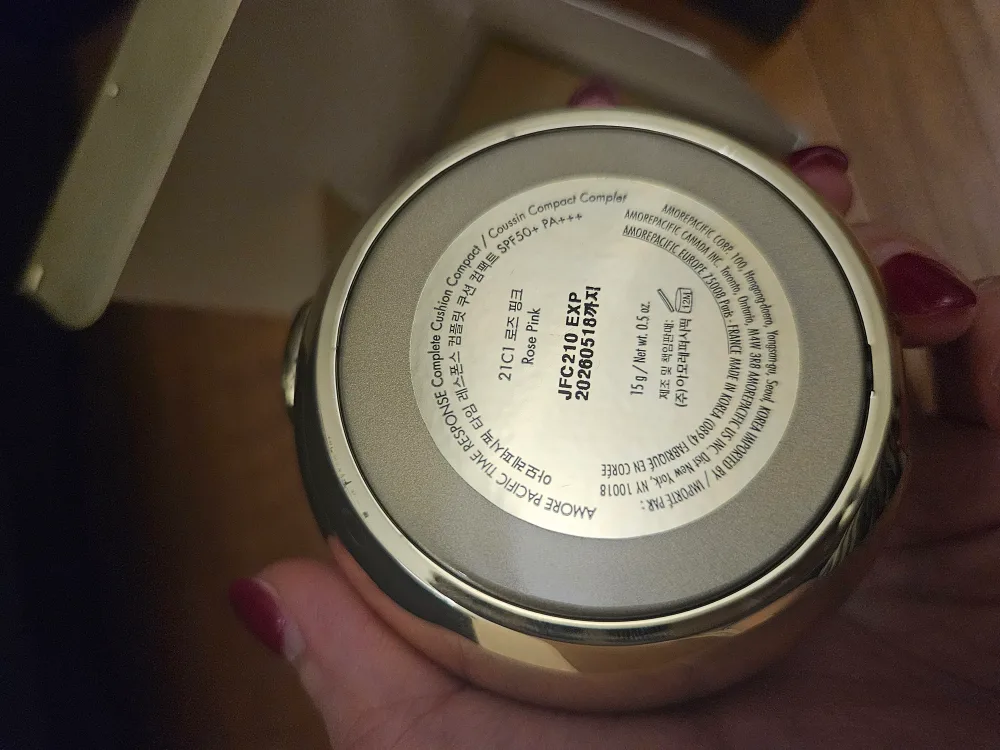 AMORE PACIFIC TIME RESPONSE Complete Cushion Compact / Coussin Compact Complet
아모레퍼시픽 타임 레스폰스 컴플릿 쿠션 컴팩트 SPF50+ PA+++
21C1 로즈 핑크
Rose Pink
JFC210 EXP
20260518까지
15 g / Net wt. 0.5 oz.
제조 및 책임판매:
(주)아모레퍼시픽
12M
AMOREPACIFIC CORP. 100, Hangang-daero, Yongsan-gu, Seoul, KOREA IMPORTED BY / IMPORTÉ PAR :
AMOREPACIFIC CANADA INC. Toronto, Ontario, M4W 3R8 AMOREPACIFIC US INC. Dist New York, NY 10018
AMOREPACIFIC EUROPE 75008 Paris - FRANCE MADE IN KOREA (0894) FABRIQUÉ EN CORÉE